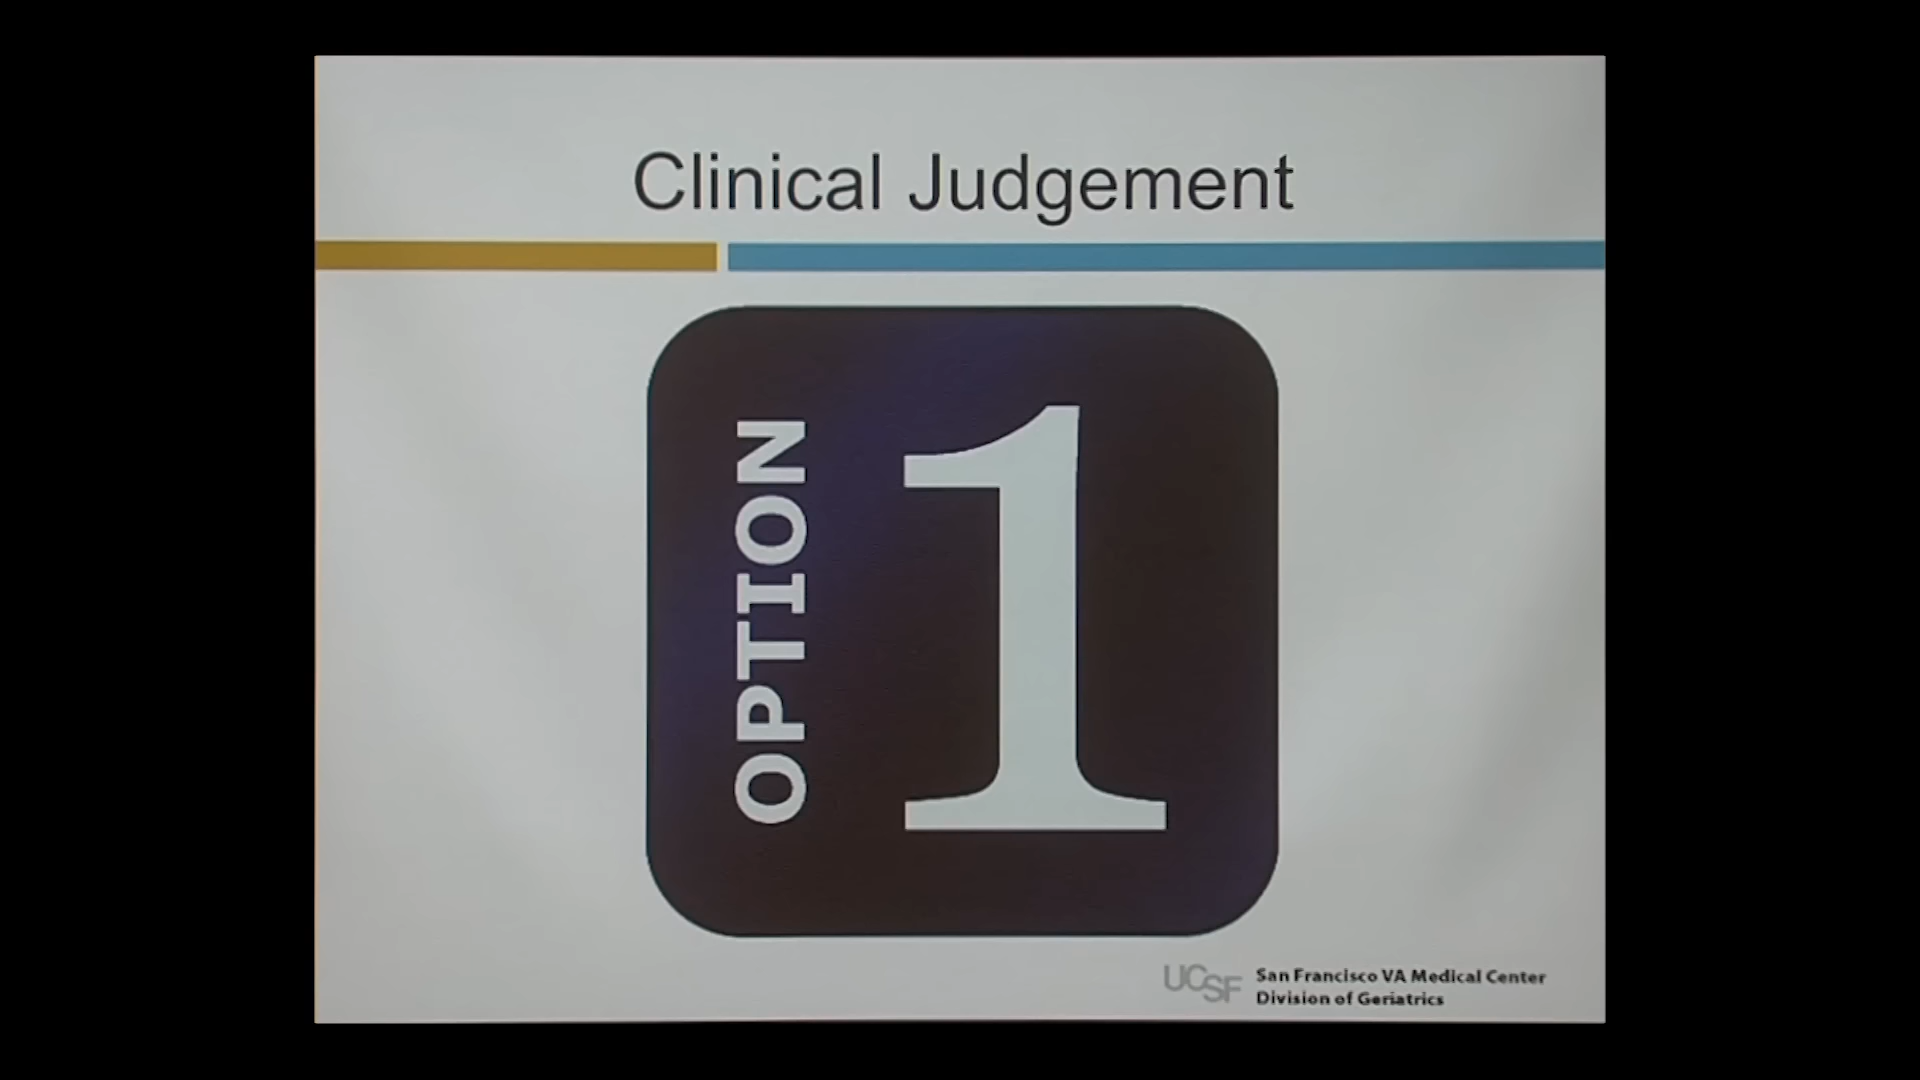 Clinical Judgement
OPTION
1
UCSF
San Francisco VA Medical Center
Division of Geriatrics